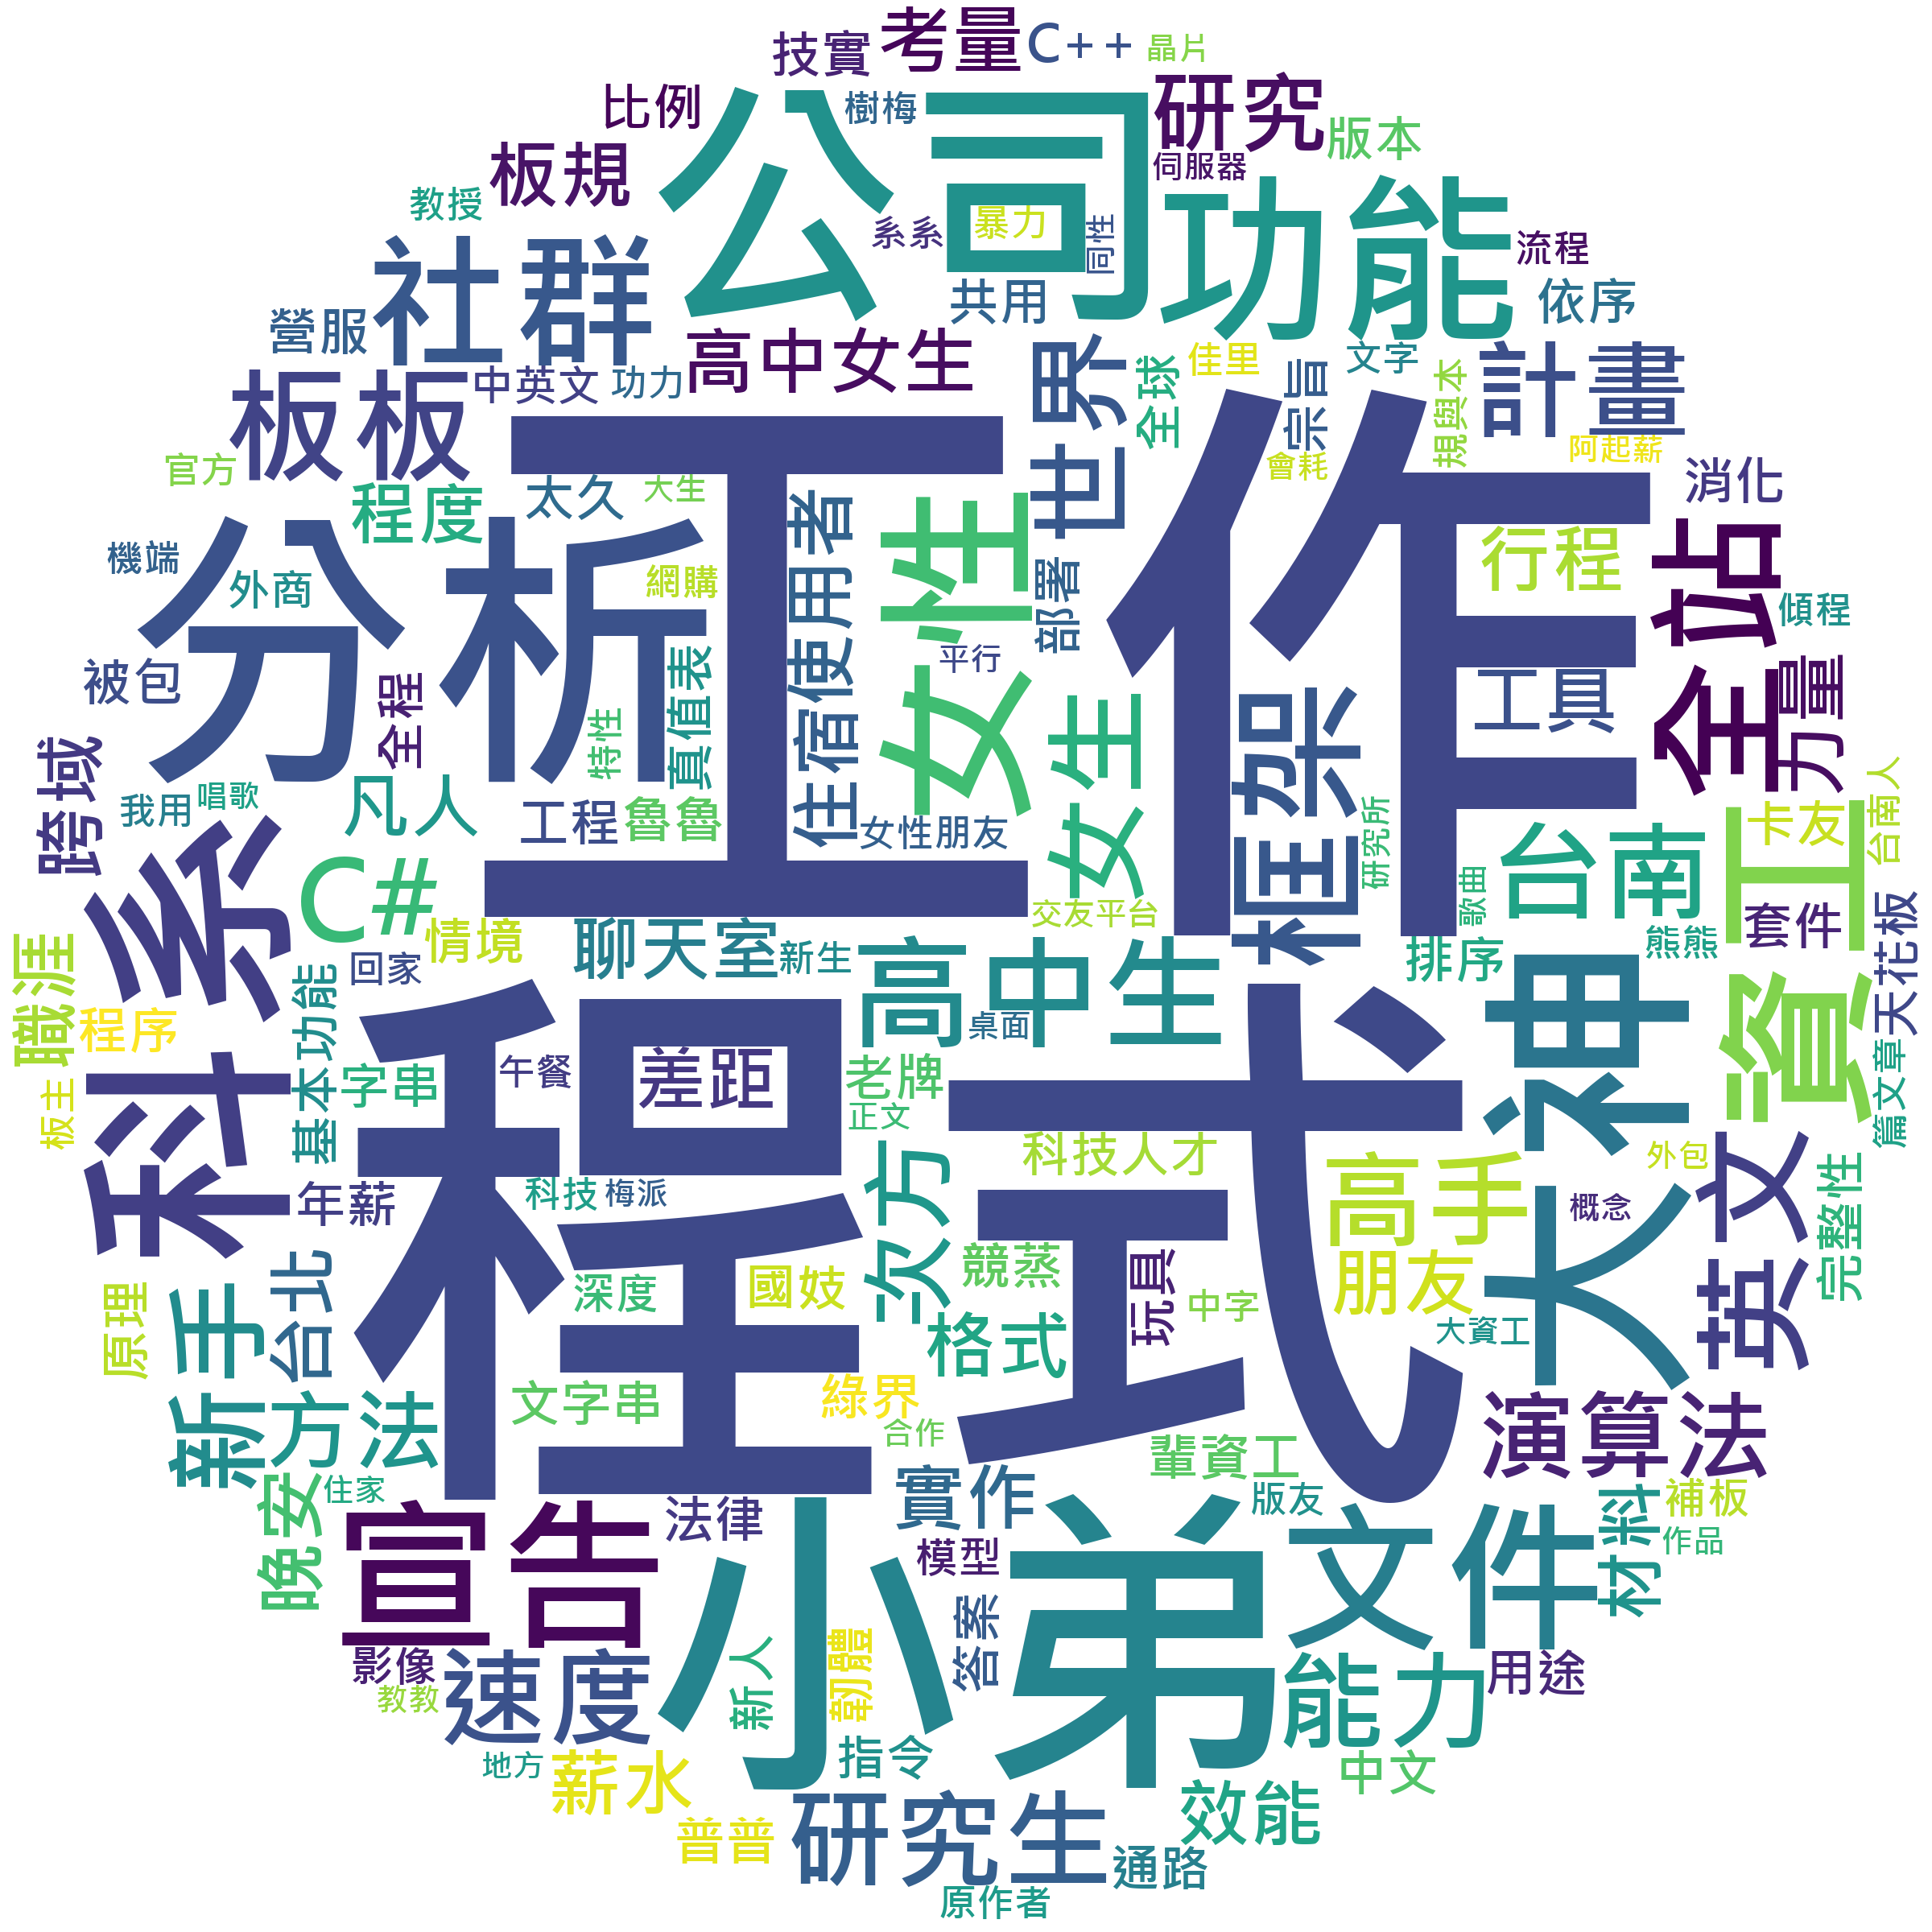 考量
C++
晶片
技實
比例
樹梅
公司
研究
版本
伺服器
板規
教授
系系
暴力
同性
功能
流程
社群
營服
共用
依序
高中女生
世界
全球
佳里
宗旨
文字
規與本
計畫
板板
中英文
功力
工作
會耗
阿起薪
消化
官方
程度
太久
大生
使用者
女性
部署
行程
全站
機端
外商
分析
網購
傾程
被包
全程
特性
真值表
住宿
平行
女生
框架
工具
力量
跨域
我用
唱歌
凡人
工程
魯魯
女性朋友
研究所
台南
卡友
台南人
資工
科系
C#
情境
回家
聊天室
新生
交友平台
歌曲
排序
熊熊
套件
天花板
職涯
程序
基本功能
高中生
桌面
大神
程式
午餐
差距
老牌
正文
字串
板主
篇文章
科技人才
高手
外包
英文
完整性
年薪
科技
梅派
次方
概念
原理
新手
台北
深度
國妓
競蒸
玩具
中字
朋友
大資工
格式
方法
文字串
綠界
合作
輩資工
演算法
晚安
住家
宣告
法律
小弟
實作
版友
文件
材料
補板
作品
模型
答案
影像
教教
速度
新人
韌體
能力
用途
地方
薪水
指令
中文
普普
研究生
效能
通路
原作者